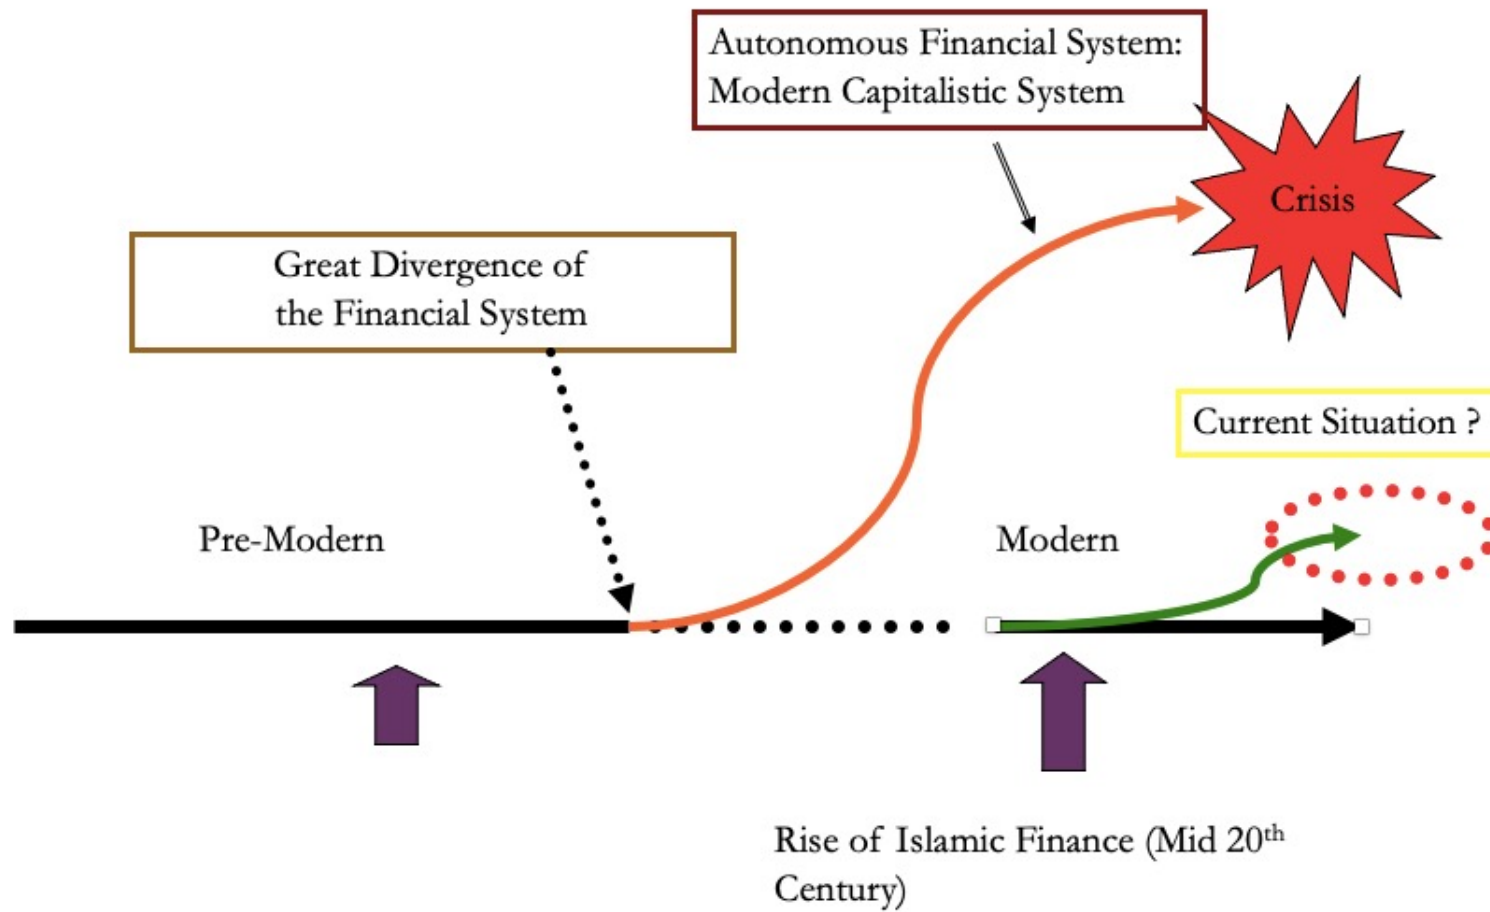 Autonomous Financial System:
Modern Capitalistic System
Crisis
Great Divergence of
the Financial System
Current Situation ?
Pre-Modern
Modern
Rise of Islamic Finance (Mid 20th
Century)